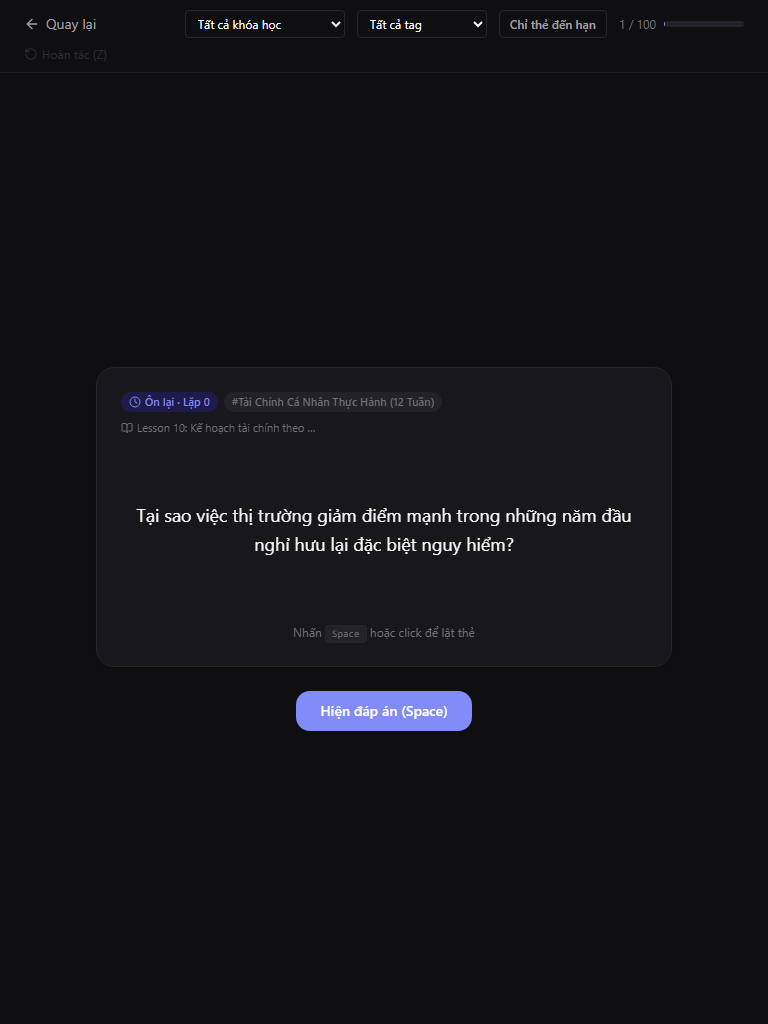 Quay lại
Tất cả khóa học
Tất cả tag
Chỉ thẻ đến hạn
1 / 100
Hoàn tác (Z)
Ôn lại · Lặp 0
#Tài Chính Cá Nhân Thực Hành (12 Tuần)
Lesson 10: Kế hoạch tài chính theo ...
Tại sao việc thị trường giảm điểm mạnh trong những năm đầu
nghỉ hưu lại đặc biệt nguy hiểm?
Nhấn Space hoặc click để lật thẻ
Hiện đáp án (Space)